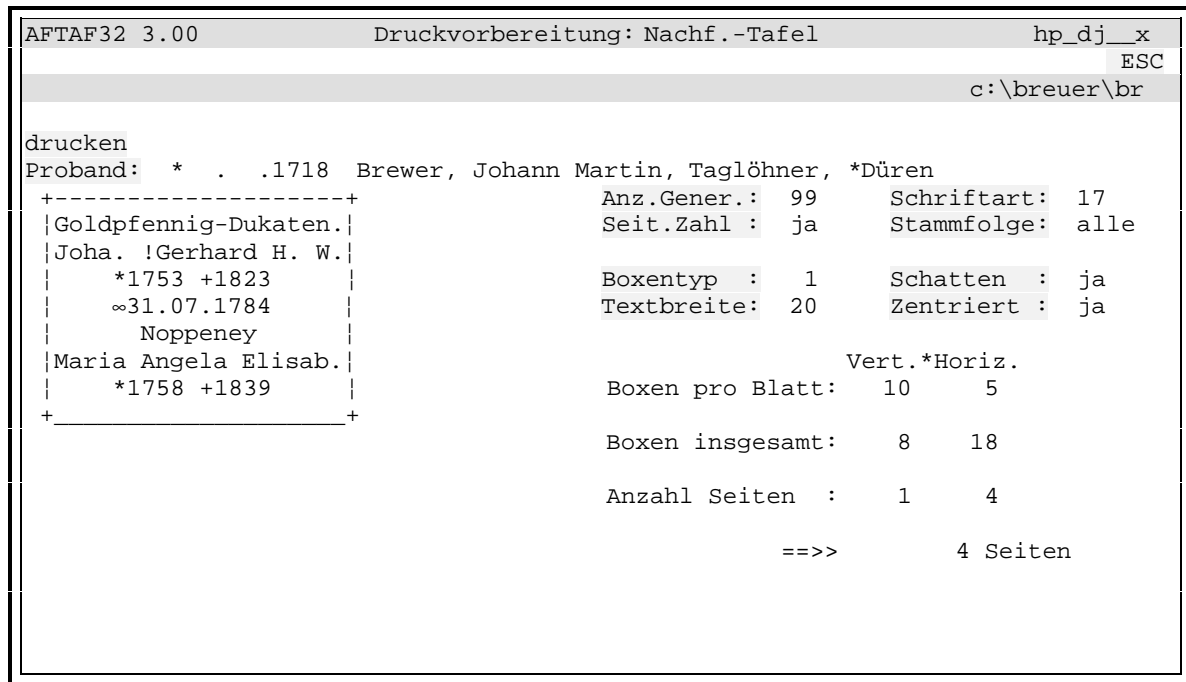 AFTAF32 3.00 Druckvorbereitung: Nachf.-Tafel hp_dj__x
ESC
c:\breuer\br
drucken
Proband: * . .1718 Brewer, Johann Martin, Taglöhner, *Düren
+--------------------+ Anz.Gener.: 99 Schriftart: 17
¦Goldpfennig-Dukaten.¦ Seit.Zahl : ja Stammfolge: alle
¦Joha. !Gerhard H. W.¦
¦ *1753 +1823 ¦ Boxentyp : 1 Schatten : ja
¦ ∞31.07.1784 ¦ Textbreite: 20 Zentriert : ja
¦ Noppeney ¦
¦Maria Angela Elisab.¦ Vert.*Horiz.
¦ *1758 +1839 ¦ Boxen pro Blatt: 10 5
+____________________+
Boxen insgesamt: 8 18
Anzahl Seiten : 1 4
==>> 4 Seiten